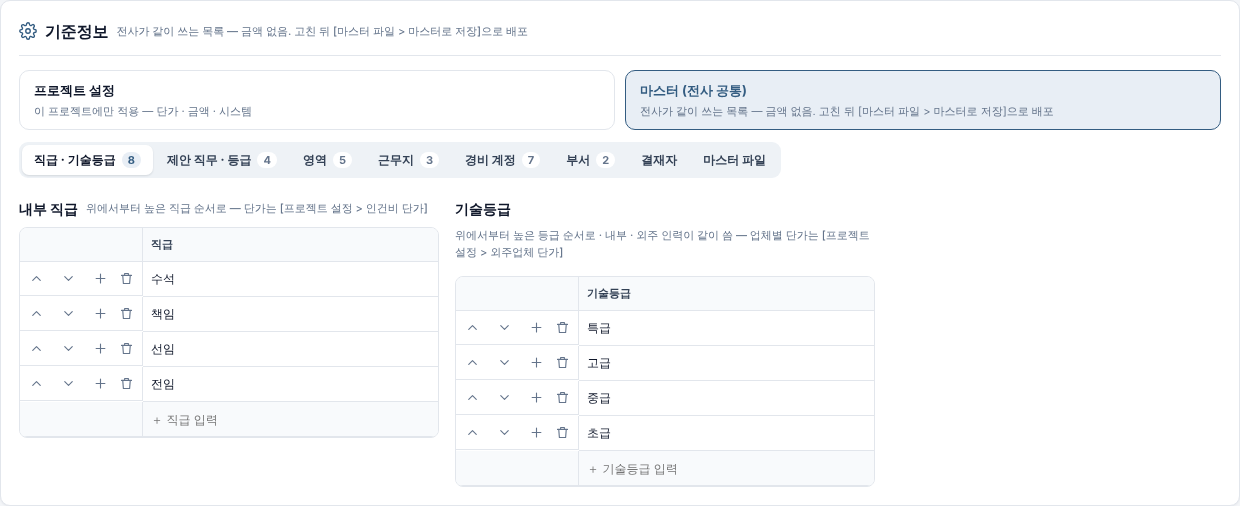 기준정보 전사가 같이 쓰는 목록 — 금액 없음. 고친 뒤 [마스터 파일 > 마스터로 저장]으로 배포
프로젝트 설정
이 프로젝트에만 적용 — 단가 · 금액 · 시스템
마스터 (전사 공통)
전사가 같이 쓰는 목록 — 금액 없음. 고친 뒤 [마스터 파일 > 마스터로 저장]으로 배포
직급 · 기술등급 8 제안 직무 · 등급 4 영역 5 근무지 3 경비 계정 7 부서 2 결재자 마스터 파일
내부 직급 위에서부터 높은 직급 순서로 — 단가는 [프로젝트 설정 > 인건비 단가]
직급
수석
책임
선임
전임
+ 직급 입력
기술등급
위에서부터 높은 등급 순서로 · 내부 · 외주 인력이 같이 씀 — 업체별 단가는 [프로젝트
설정 > 외주업체 단가]
기술등급
특급
고급
중급
초급
+ 기술등급 입력